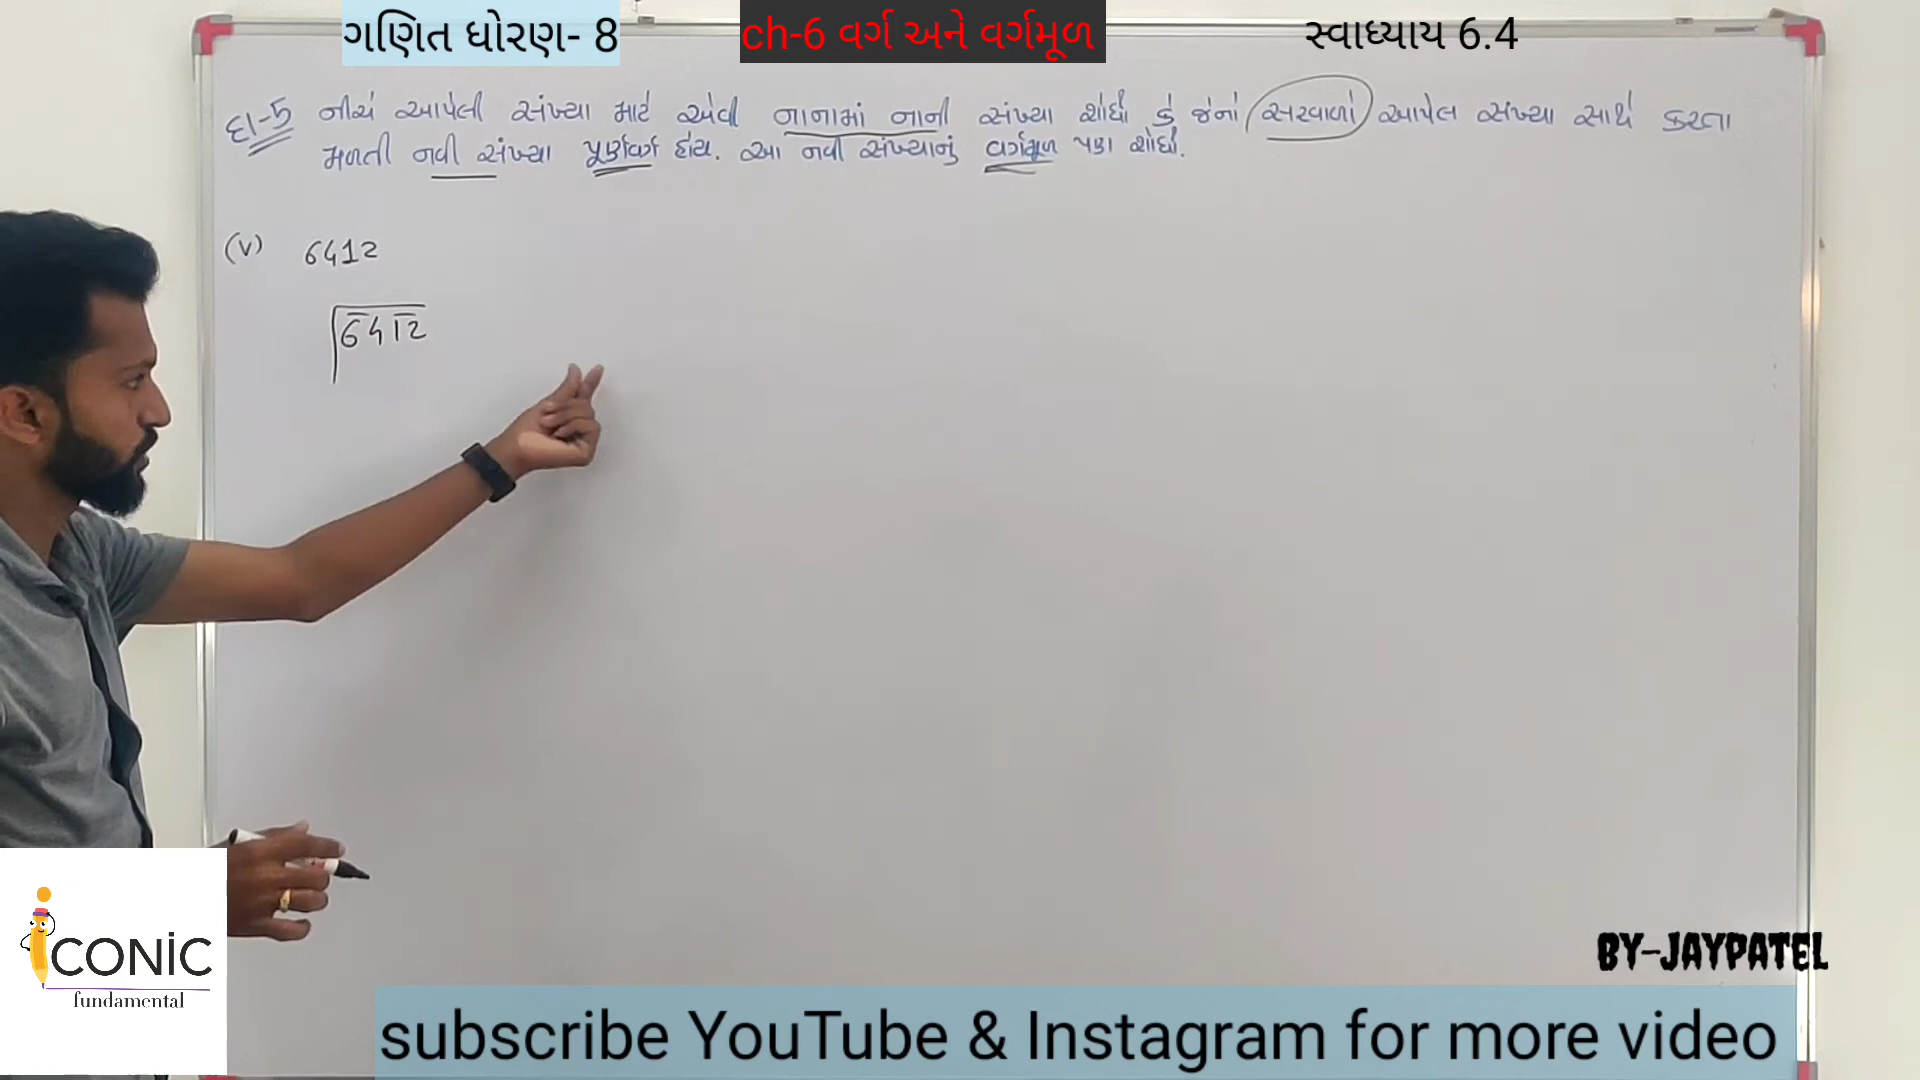 ગણિત ધોરણ- 8
ch-6 વર્ગ અને વર્ગમૂળ
સ્વાધ્યાય 6.4
દા-5 નીચે આપેલી સંખ્યા માટે એવી નાનામાં નાની સંખ્યા શોધો કે જેનો સરવાળો આપેલ સંખ્યા સાથે કરતા
મળતી નવી સંખ્યા પૂર્ણવર્ગ હોય. આ નવી સંખ્યાનું વર્ગમૂળ પણ શોધો.
(v) 6412
6412
iCONiC
fundamental
BY-JAYPATEL
subscribe YouTube & Instagram for more video